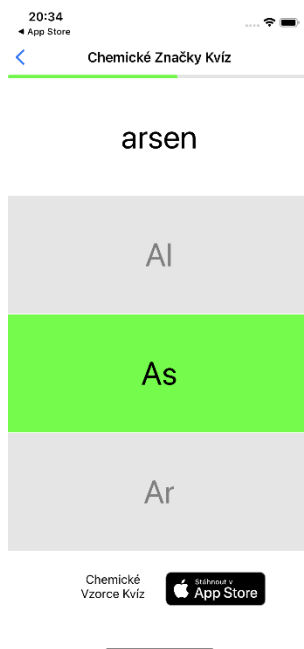 20:34
◀ App Store
Chemické Značky Kvíz
arsen
Al
As
Ar
Chemické
Vzorce Kvíz
Stáhnout v
App Store